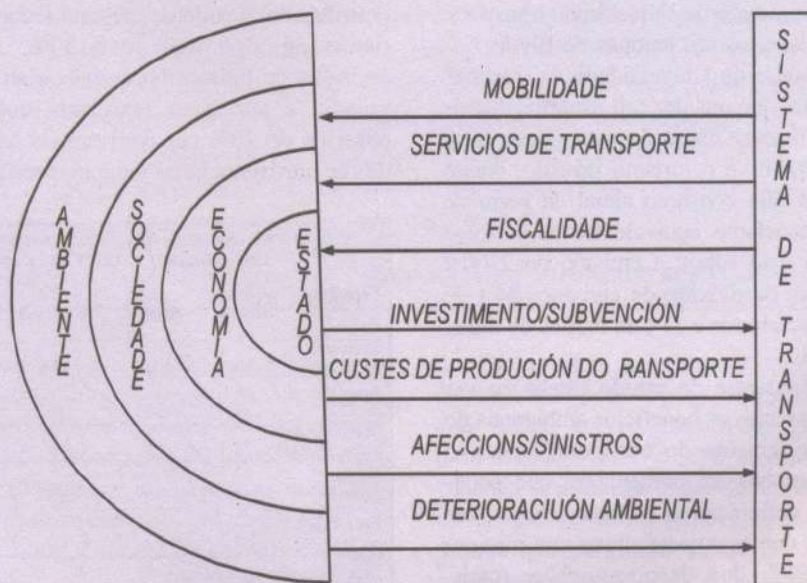 AMBIENTE
SOCIEDADE
ECONOMIA
ESTADO
MOBILIDADE
SERVICIOS DE TRANSPORTE
FISCALIDADE
INVESTIMENTO/SUBVENCIÓN
CUSTES DE PRODUCIÓN DO RANSPORTE
AFECCIONS/SINISTROS
DETERIORACIUÓN AMBIENTAL
SISTEMA DE TRANSPORTE